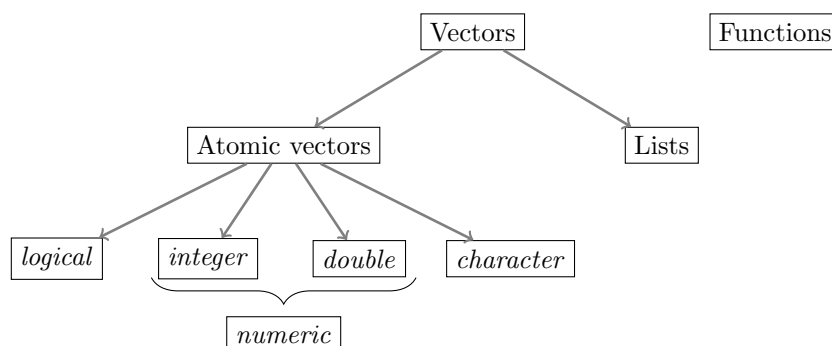 Vectors
Functions
Atomic vectors
Lists
logical
integer
double
character
numeric